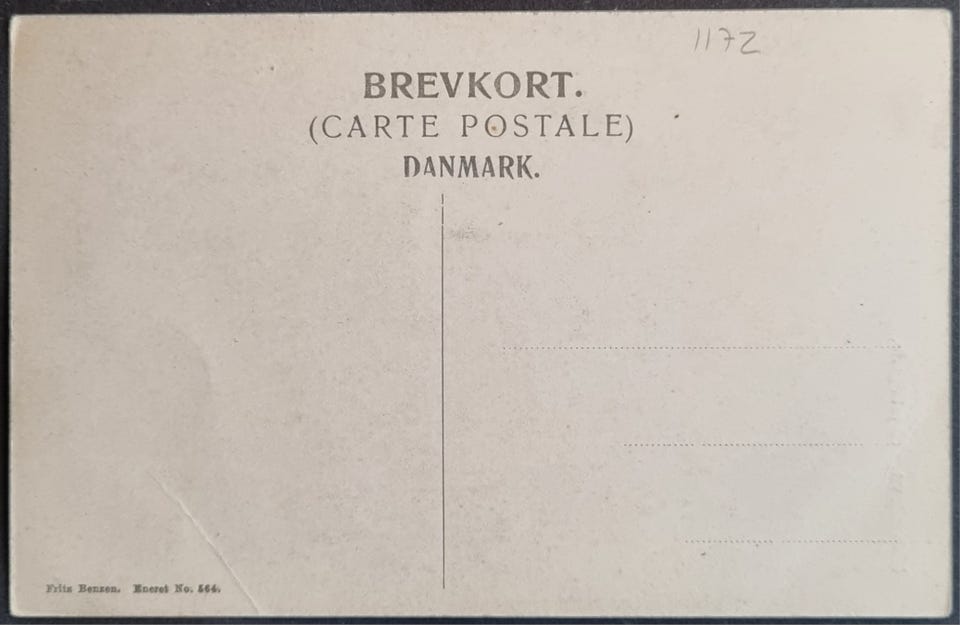 1172
BREVKORT.
(CARTE POSTALE)
DANMARK.
Fritz Benzen. Eneret No. 564.